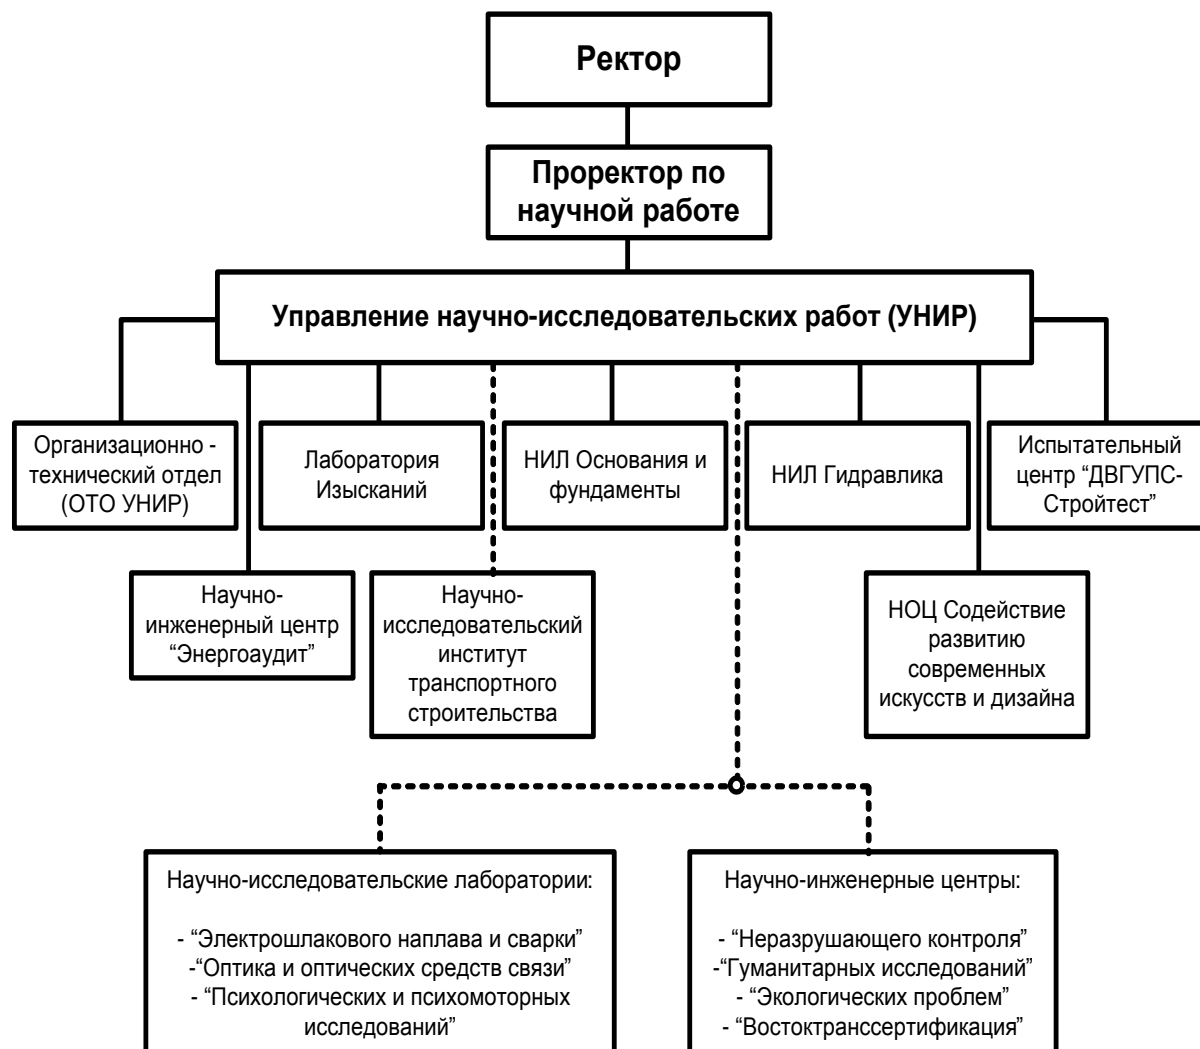 Ректор
Проректор по
научной работе
Управление научно-исследовательских работ (УНИР)
Организационно -
технический отдел
(ОТО УНИР)
Лаборатория
Изысканий
НИЛ Основания и
фундаменты
НИЛ Гидравлика
Испытательный
центр “ДВГУПС-
Стройтест”
Научно-
инженерный центр
“Энергоаудит”
Научно-
исследовательский
институт
транспортного
строительства
НОЦ Содействие
развитию
современных
искусств и дизайна
Научно-исследовательские лаборатории:
- “Электрошлакового наплава и сварки”
-“Оптика и оптических средств связи”
- “Психологических и психомоторных
исследований”
Научно-инженерные центры:
- “Неразрушающего контроля”
-“Гуманитарных исследований”
- “Экологических проблем”
- “Востоктранссертификация”